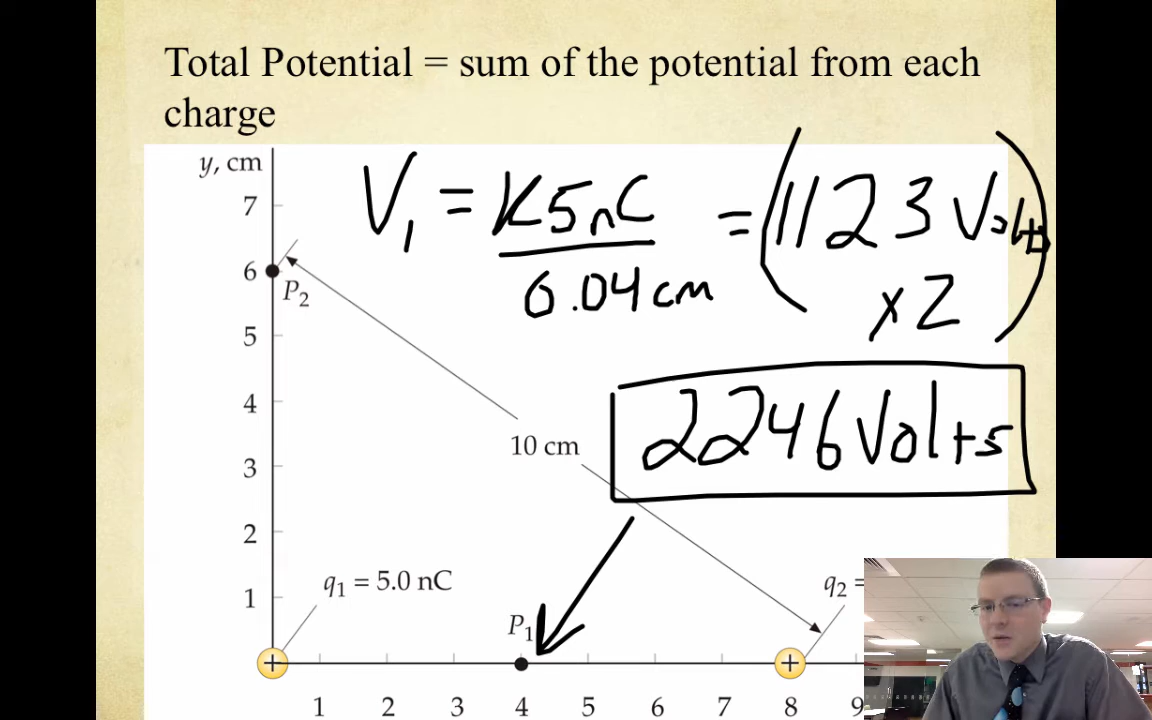 Total Potential = sum of the potential from each
charge
y, cm
7
V₁ = K5nC = (1123 Volts
6
P₂
0.04cm
x2)
5
4
2246 Volts
10 cm
3
2
q₁ = 5.0 nC
q₂ =
1
P₁
+
+
1 2 3 4 5 6 7 8 9